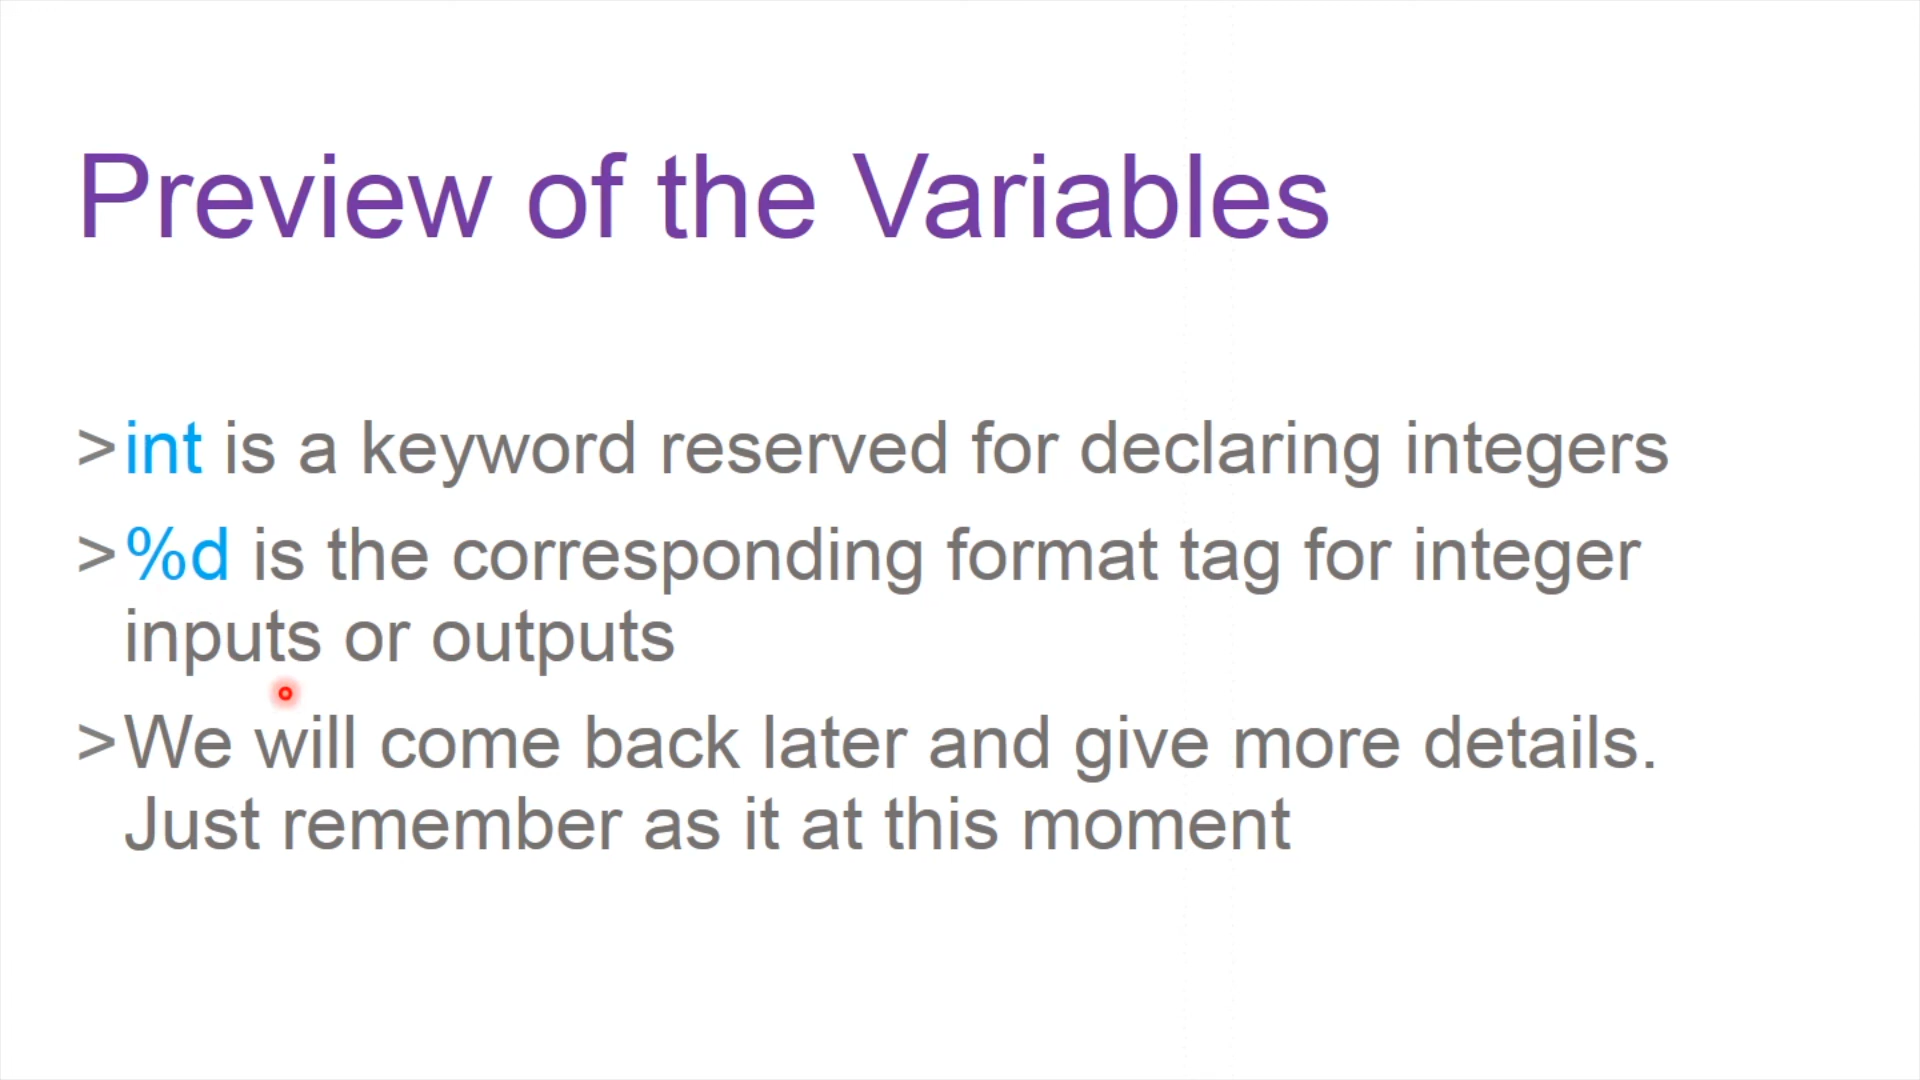 Preview of the Variables
>int is a keyword reserved for declaring integers
>%d is the corresponding format tag for integer
inputs or outputs
>We will come back later and give more details.
Just remember as it at this moment